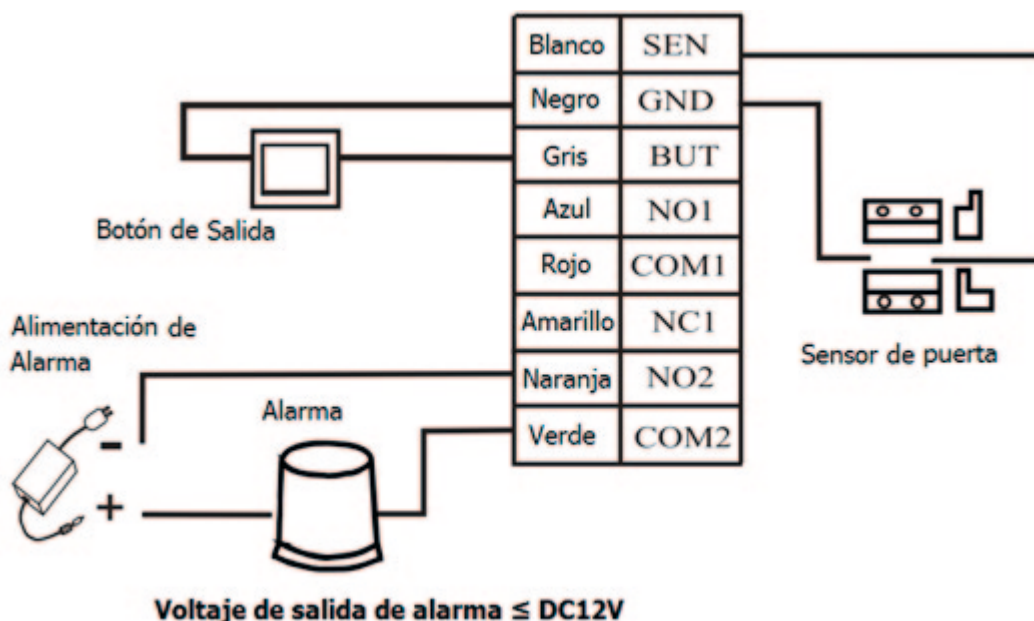 Blanco SEN
Negro GND
Gris BUT
Azul NO1
Rojo COM1
Amarillo NC1
Naranja NO2
Verde COM2
Botón de Salida
Alimentación de
Alarma
-
+
Alarma
Sensor de puerta
Voltaje de salida de alarma ≤ DC12V